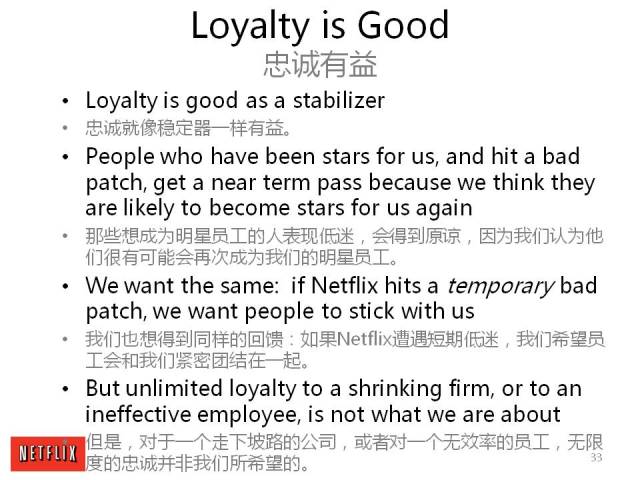 Loyalty is Good
忠诚有益
• Loyalty is good as a stabilizer
• 忠诚就像稳定器一样有益。
• People who have been stars for us, and hit a bad
patch, get a near term pass because we think they
are likely to become stars for us again
• 那些想成为明星员工的人表现低迷，会得到原谅，因为我们认为他
们很有可能会再次成为我们的明星员工。
• We want the same: if Netflix hits a temporary bad
patch, we want people to stick with us
• 我们也想得到同样的回馈：如果Netflix遭遇短期低迷，我们希望员
工会和我们紧密团结在一起。
• But unlimited loyalty to a shrinking firm, or to an
ineffective employee, is not what we are about
但是，对于一个走下坡路的公司，或者对一个无效率的员工，无限
度的忠诚并非我们所希望的。
NETFLIX
33